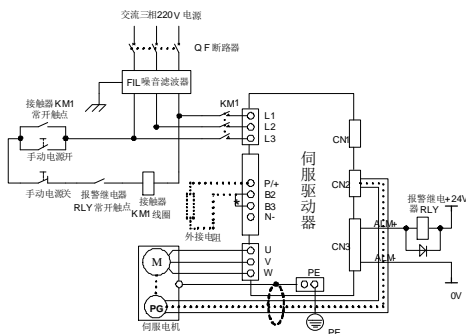 交流三相220V 电源
QF断路器
FIL噪音滤波器
接触器KM1
常开触点
KM1
L1
L2
L3
CN1
手动电源开
手动电源关
报警继电器
RLY常开触点
接触器
KM1线圈
P/+
B2
B3
N-
外接电阻
伺服驱动器
CN2
报警继电
器RLY
+24V
ALM+
CN3
ALM-
0V
U
V
W
M
PG
伺服电机
PE
PE